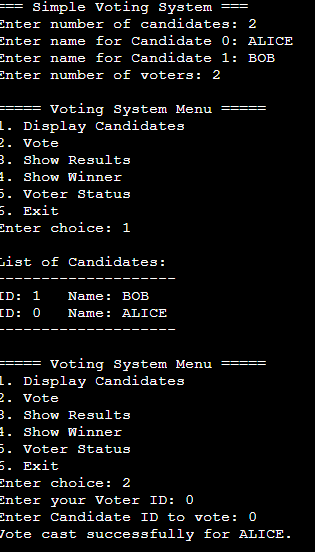 === Simple Voting System ===
Enter number of candidates: 2
Enter name for Candidate 0: ALICE
Enter name for Candidate 1: BOB
Enter number of voters: 2

===== Voting System Menu =====
1. Display Candidates
2. Vote
3. Show Results
4. Show Winner
5. Voter Status
6. Exit
Enter choice: 1

List of Candidates:
--------------------
ID: 1   Name: BOB
ID: 0   Name: ALICE
--------------------

===== Voting System Menu =====
1. Display Candidates
2. Vote
3. Show Results
4. Show Winner
5. Voter Status
6. Exit
Enter choice: 2
Enter your Voter ID: 0
Enter Candidate ID to vote: 0
Vote cast successfully for ALICE.